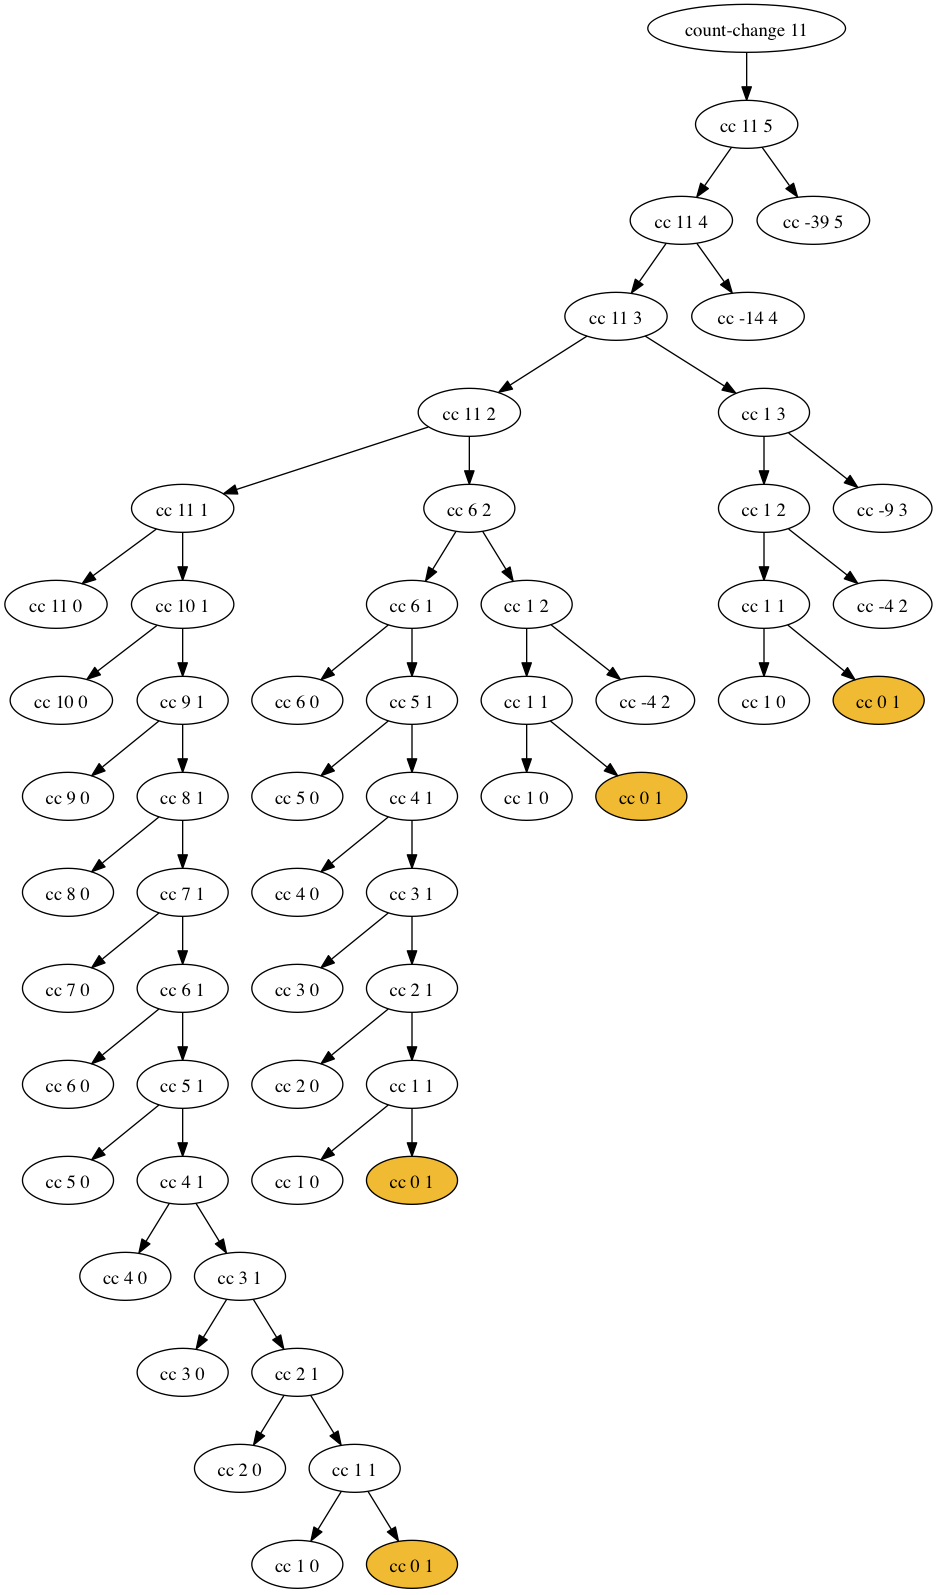 count-change 11
cc 11 5
cc 11 4
cc -39 5
cc 11 3
cc -14 4
cc 11 2
cc 1 3
cc 11 1
cc 6 2
cc 1 2
cc -9 3
cc 11 0
cc 10 1
cc 6 1
cc 1 2
cc 1 1
cc -4 2
cc 10 0
cc 9 1
cc 6 0
cc 5 1
cc 1 1
cc -4 2
cc 1 0
cc 0 1
cc 9 0
cc 8 1
cc 5 0
cc 4 1
cc 1 0
cc 0 1
cc 8 0
cc 7 1
cc 4 0
cc 3 1
cc 7 0
cc 6 1
cc 3 0
cc 2 1
cc 6 0
cc 5 1
cc 2 0
cc 1 1
cc 5 0
cc 4 1
cc 1 0
cc 0 1
cc 4 0
cc 3 1
cc 3 0
cc 2 1
cc 2 0
cc 1 1
cc 1 0
cc 0 1